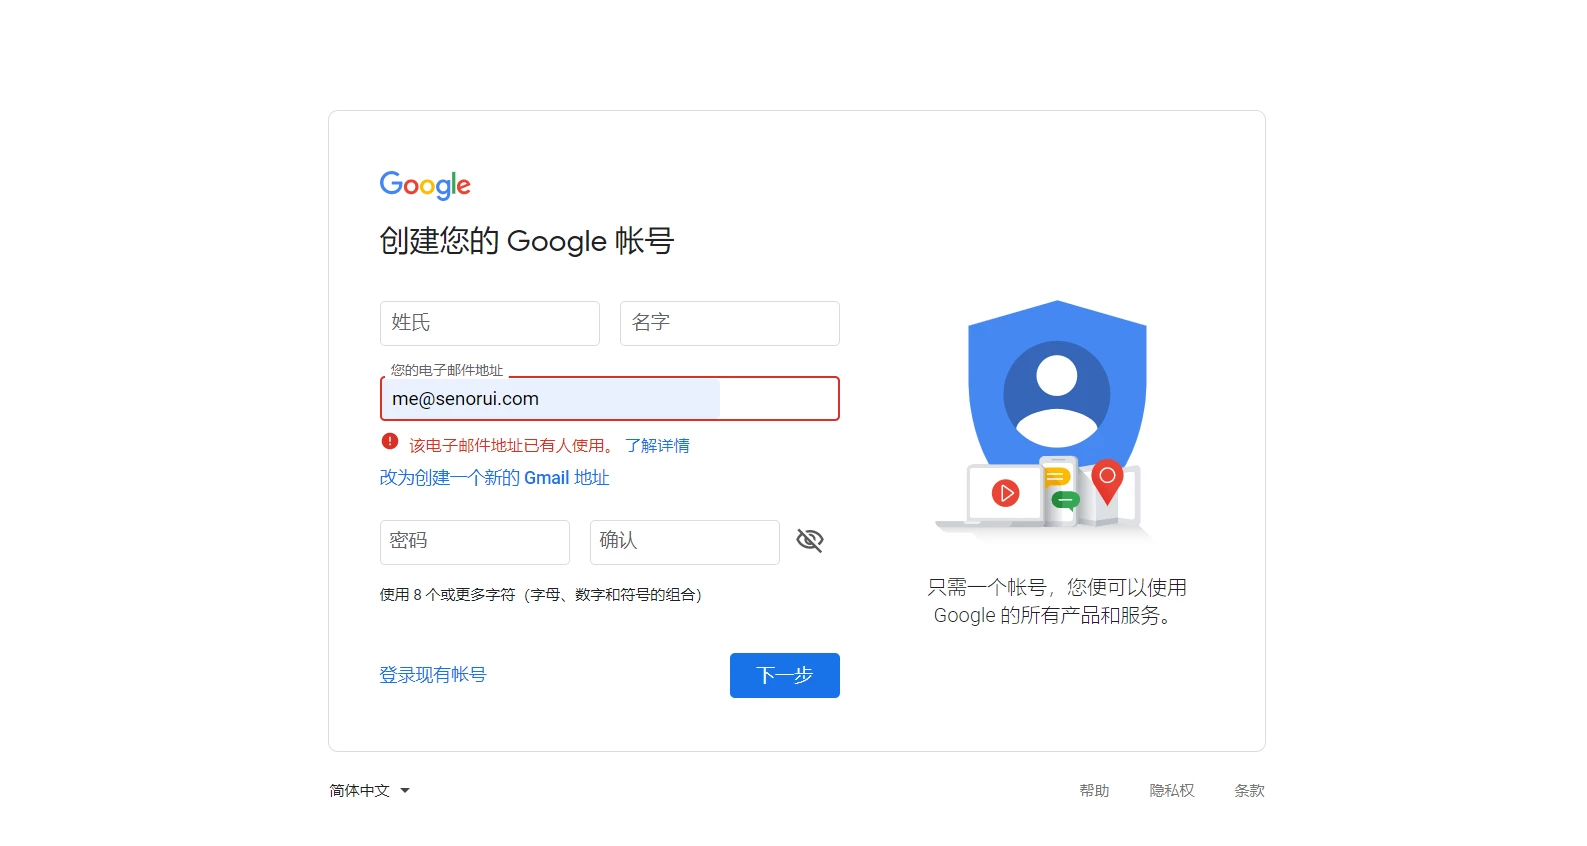 Google
创建您的 Google 帐号
姓氏
名字
您的电子邮件地址
me@senorui.com
该电子邮件地址已有人使用。 了解详情
改为创建一个新的 Gmail 地址
密码
确认
使用 8 个或更多字符（字母、数字和符号的组合）
登录现有帐号
下一步
只需一个帐号，您便可以使用
Google 的所有产品和服务。
简体中文
帮助
隐私权
条款